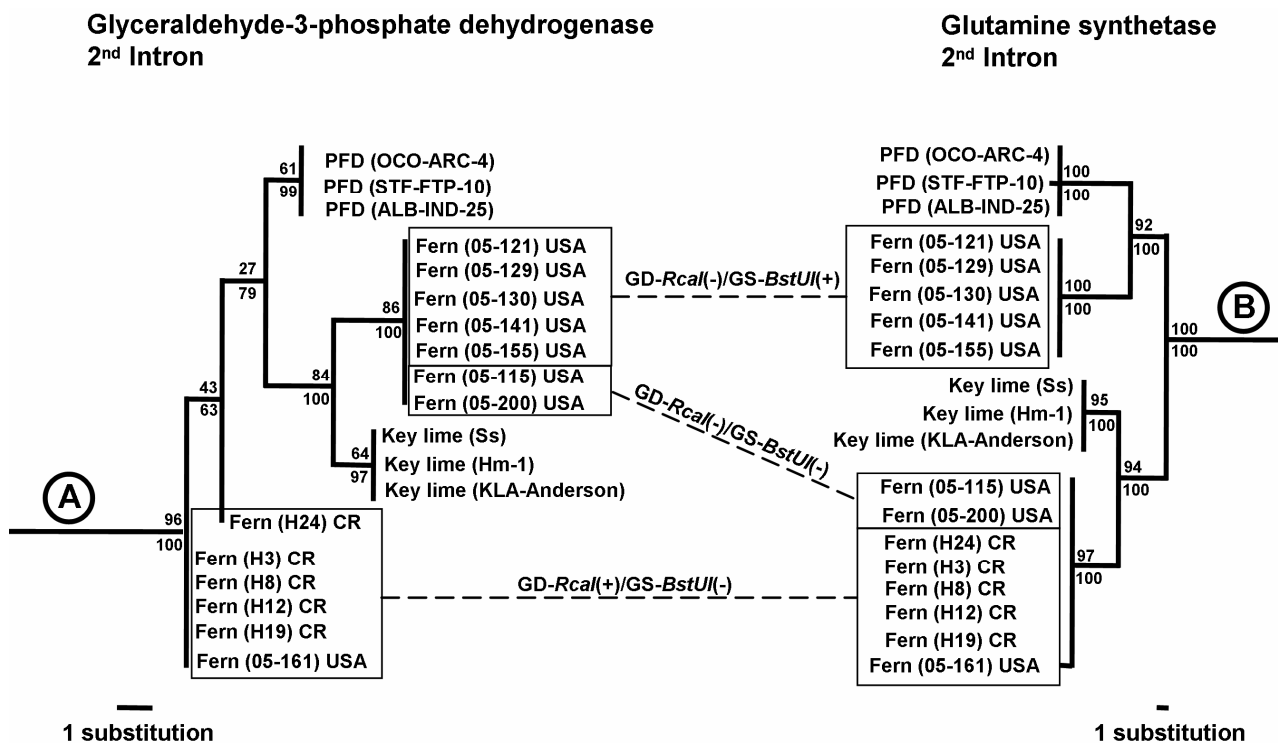 Glyceraldehyde-3-phosphate dehydrogenase
2nd Intron
Glutamine synthetase
2nd Intron
61
99
PFD (OCO-ARC-4)
PFD (STF-FTP-10)
PFD (ALB-IND-25)
27
79
86
100
Fern (05-121) USA
Fern (05-129) USA
Fern (05-130) USA
Fern (05-141) USA
Fern (05-155) USA
Fern (05-115) USA
Fern (05-200) USA
84
100
43
63
64
97
Key lime (Ss)
Key lime (Hm-1)
Key lime (KLA-Anderson)
A
96
100
Fern (H24) CR
Fern (H3) CR
Fern (H8) CR
Fern (H12) CR
Fern (H19) CR
Fern (05-161) USA
1 substitution
GD-RcaI(-)/GS-BstUI(+)
GD-RcaI(-)/GS-BstUI(-)
GD-RcaI(+)/GS-BstUI(-)
PFD (OCO-ARC-4)
PFD (STF-FTP-10)
PFD (ALB-IND-25)
100
100
92
100
Fern (05-121) USA
Fern (05-129) USA
Fern (05-130) USA
Fern (05-141) USA
Fern (05-155) USA
100
100
B
100
100
Key lime (Ss)
Key lime (Hm-1)
Key lime (KLA-Anderson)
95
100
94
100
Fern (05-115) USA
Fern (05-200) USA
Fern (H24) CR
Fern (H3) CR
Fern (H8) CR
Fern (H12) CR
Fern (H19) CR
Fern (05-161) USA
97
100
1 substitution